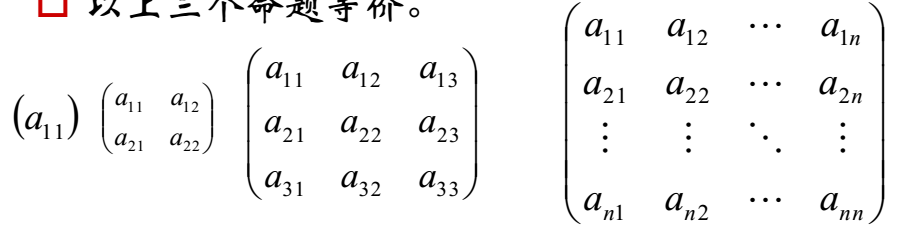 □ 以上三个命题等价。
(a₁₁) (a₁₁ a₁₂ (a₁₁ a₁₂ a₁₃ (a₁₁ a₁₂ ⋯ a₁ₙ
a₂₁ a₂₂) a₂₁ a₂₂ a₂₃ a₂₁ a₂₂ ⋯ a₂ₙ
a₃₁ a₃₂ a₃₃) ⋮ ⋮ ⋱ ⋮
aₙ₁ aₙ₂ ⋯ aₙₙ)